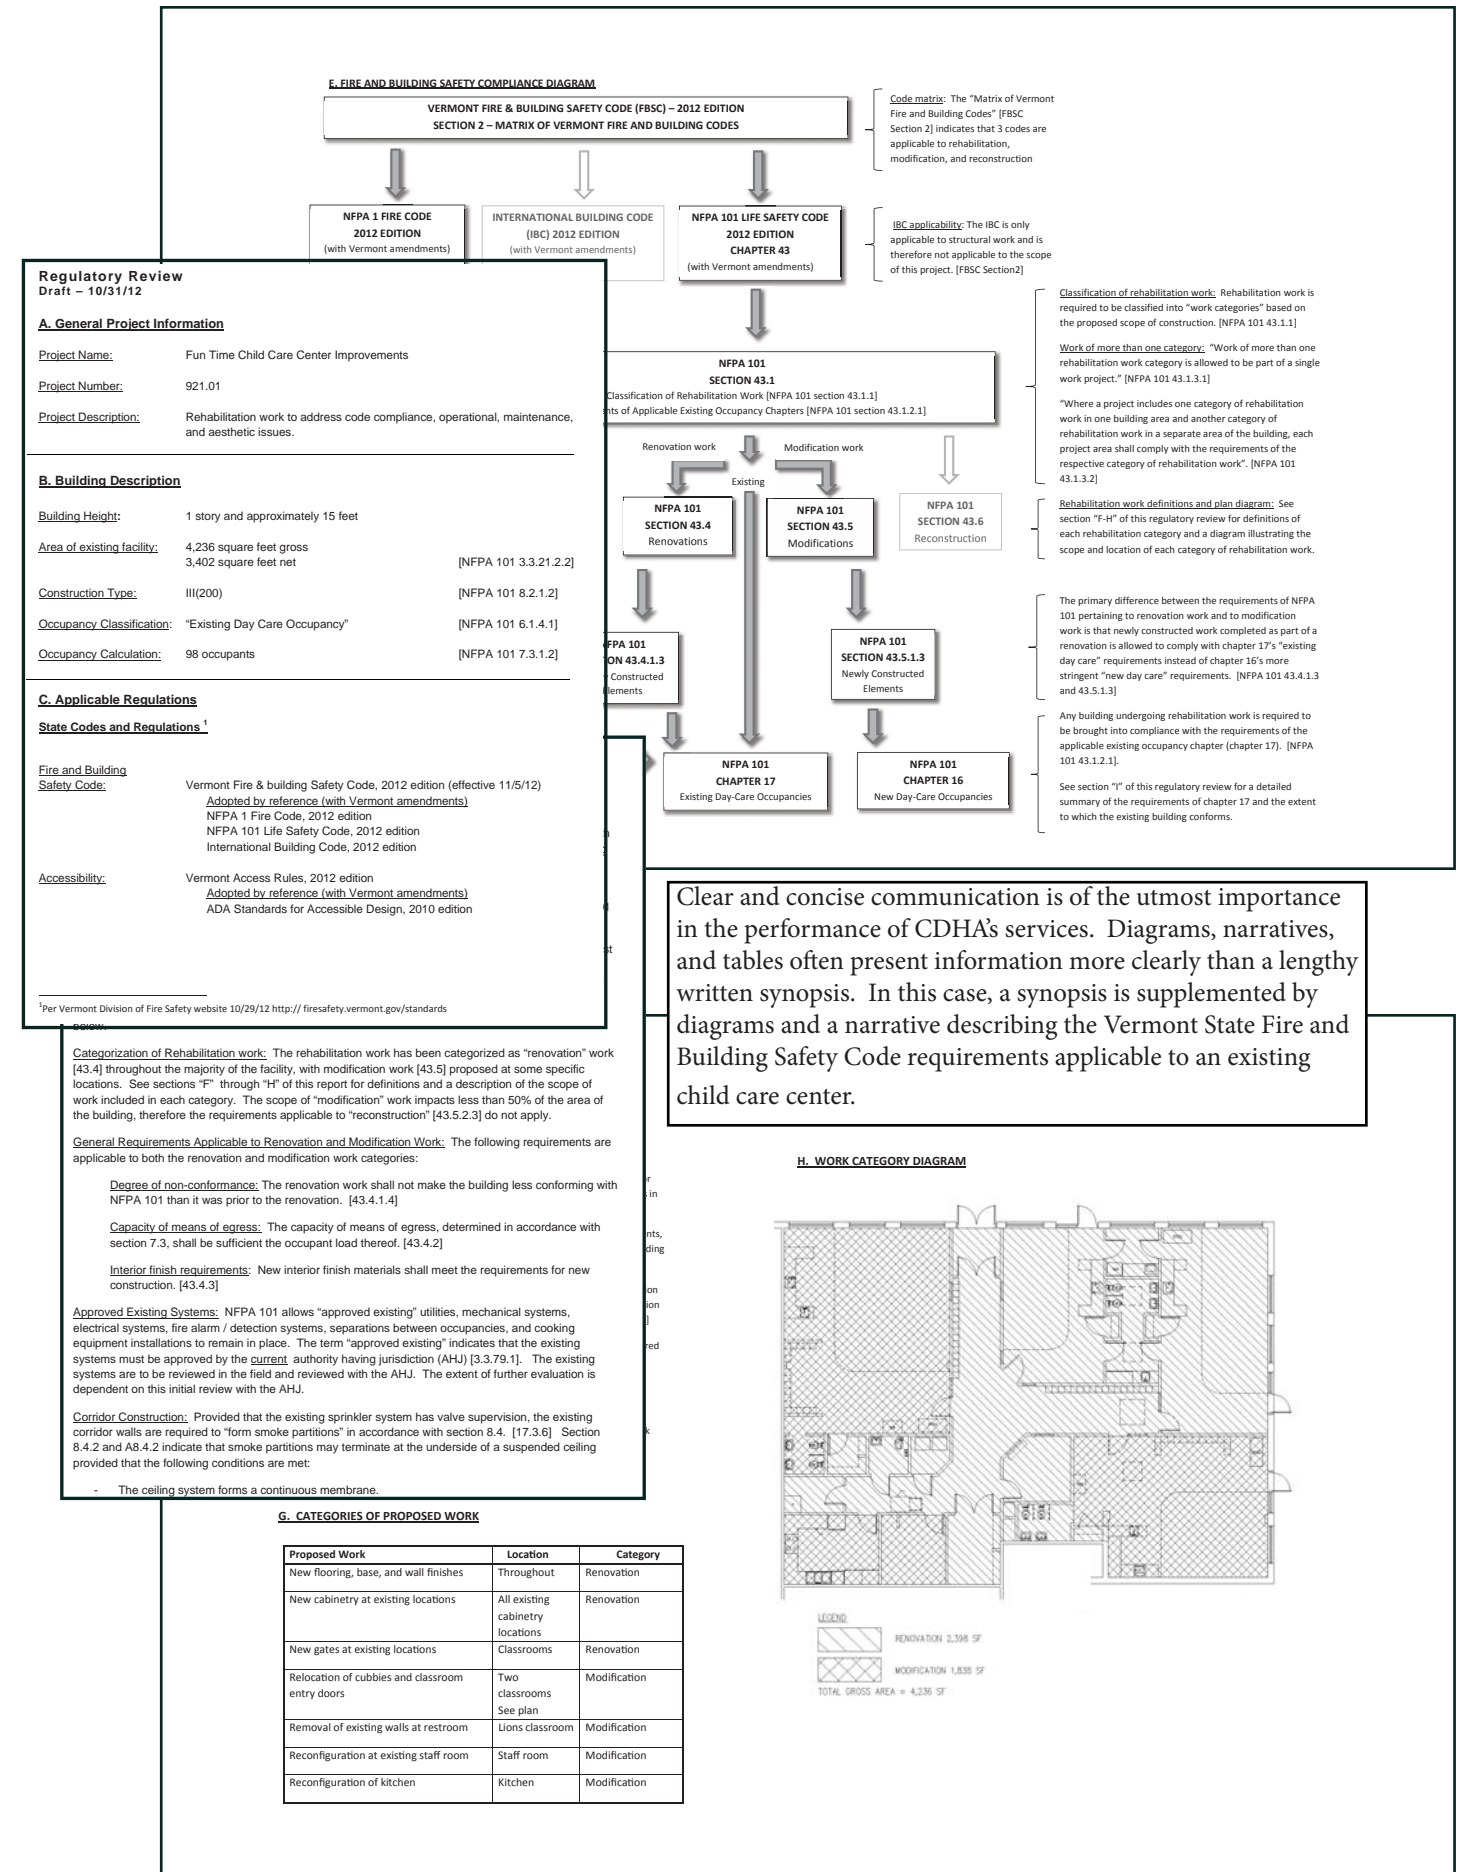 E. FIRE AND BUILDING SAFETY COMPLIANCE DIAGRAM
VERMONT FIRE & BUILDING SAFETY CODE (FBSC) – 2012 EDITION
SECTION 2 – MATRIX OF VERMONT FIRE AND BUILDING CODES
Code matrix: The “Matrix of Vermont
Fire and Building Codes” [FBSC
Section 2] indicates that 3 codes are
applicable to rehabilitation,
modification, and reconstruction
NFPA 1 FIRE CODE
2012 EDITION
(with Vermont amendments)
INTERNATIONAL BUILDING CODE
(IBC) 2012 EDITION
(with Vermont amendments)
NFPA 101 LIFE SAFETY CODE
2012 EDITION
CHAPTER 43
(with Vermont amendments)
IBC applicability: The IBC is only
applicable to structural work and is
therefore not applicable to the scope
of this project. [FBSC Section2]
Classification of rehabilitation work: Rehabilitation work is
required to be classified into “work categories” based on
the proposed scope of construction. [NFPA 101 43.1.1]
Work of more than one category: “Work of more than one
rehabilitation work category is allowed to be part of a single
work project.” [NFPA 101 43.1.3.1]
“Where a project includes one category of rehabilitation
work in one building area and another category of
rehabilitation work in a separate area of the building, each
project area shall comply with the requirements of the
respective category of rehabilitation work”. [NFPA 101
43.1.3.2]
Rehabilitation work definitions and plan diagram: See
section “F-H” of this regulatory review for definitions of
each rehabilitation category and a diagram illustrating the
scope and location of each category of rehabilitation work.
The primary difference between the requirements of NFPA
101 pertaining to renovation work and to modification
work is that newly constructed work completed as part of a
renovation is allowed to comply with chapter 17’s “existing
day care” requirements instead of chapter 16’s more
stringent “new day care” requirements. [NFPA 101 43.4.1.3
and 43.5.1.3]
Any building undergoing rehabilitation work is required to
be brought into compliance with the requirements of the
applicable existing occupancy chapter (chapter 17). [NFPA
101 43.1.2.1].
See section “I” of this regulatory review for a detailed
summary of the requirements of chapter 17 and the extent
to which the existing building conforms.
NFPA 101
SECTION 43.1
Classification of Rehabilitation Work [NFPA 101 section 43.1.1]
nts of Applicable Existing Occupancy Chapters [NFPA 101 section 43.1.2.1]
Renovation work
Modification work
Existing
NFPA 101
SECTION 43.4
Renovations
NFPA 101
SECTION 43.5
Modifications
NFPA 101
SECTION 43.6
Reconstruction
FPA 101
ON 43.4.1.3
Constructed
lements
NFPA 101
SECTION 43.5.1.3
Newly Constructed
Elements
NFPA 101
CHAPTER 17
Existing Day-Care Occupancies
NFPA 101
CHAPTER 16
New Day-Care Occupancies
Regulatory Review
Draft – 10/31/12
A. General Project Information
Project Name: Fun Time Child Care Center Improvements
Project Number: 921.01
Project Description: Rehabilitation work to address code compliance, operational, maintenance,
and aesthetic issues.
B. Building Description
Building Height: 1 story and approximately 15 feet
Area of existing facility: 4,236 square feet gross
3,402 square feet net [NFPA 101 3.3.21.2.2]
Construction Type: III(200) [NFPA 101 8.2.1.2]
Occupancy Classification: “Existing Day Care Occupancy” [NFPA 101 6.1.4.1]
Occupancy Calculation: 98 occupants [NFPA 101 7.3.1.2]
C. Applicable Regulations
State Codes and Regulations 1
Fire and Building
Safety Code: Vermont Fire & building Safety Code, 2012 edition (effective 11/5/12)
Adopted by reference (with Vermont amendments)
NFPA 1 Fire Code, 2012 edition
NFPA 101 Life Safety Code, 2012 edition
International Building Code, 2012 edition
Accessibility: Vermont Access Rules, 2012 edition
Adopted by reference (with Vermont amendments)
ADA Standards for Accessible Design, 2010 edition
1Per Vermont Division of Fire Safety website 10/29/12 http:// firesafety.vermont.gov/standards
Clear and concise communication is of the utmost importance
in the performance of CDHA’s services. Diagrams, narratives,
and tables often present information more clearly than a lengthy
written synopsis. In this case, a synopsis is supplemented by
diagrams and a narrative describing the Vermont State Fire and
Building Safety Code requirements applicable to an existing
child care center.
below.
Categorization of Rehabilitation work: The rehabilitation work has been categorized as “renovation” work
[43.4] throughout the majority of the facility, with modification work [43.5] proposed at some specific
locations. See sections “F” through “H” of this report for definitions and a description of the scope of
work included in each category. The scope of “modification” work impacts less than 50% of the area of
the building, therefore the requirements applicable to “reconstruction” [43.5.2.3] do not apply.
General Requirements Applicable to Renovation and Modification Work: The following requirements are
applicable to both the renovation and modification work categories:
Degree of non-conformance: The renovation work shall not make the building less conforming with
NFPA 101 than it was prior to the renovation. [43.4.1.4]
Capacity of means of egress: The capacity of means of egress, determined in accordance with
section 7.3, shall be sufficient the occupant load thereof. [43.4.2]
Interior finish requirements: New interior finish materials shall meet the requirements for new
construction. [43.4.3]
Approved Existing Systems: NFPA 101 allows “approved existing” utilities, mechanical systems,
electrical systems, fire alarm / detection systems, separations between occupancies, and cooking
equipment installations to remain in place. The term “approved existing” indicates that the existing
systems must be approved by the current authority having jurisdiction (AHJ) [3.3.79.1]. The existing
systems are to be reviewed in the field and reviewed with the AHJ. The extent of further evaluation is
dependent on this initial review with the AHJ.
Corridor Construction: Provided that the existing sprinkler system has valve supervision, the existing
corridor walls are required to “form smoke partitions” in accordance with section 8.4. [17.3.6] Section
8.4.2 and A8.4.2 indicate that smoke partitions may terminate at the underside of a suspended ceiling
provided that the following conditions are met:
- The ceiling system forms a continuous membrane.
H. WORK CATEGORY DIAGRAM
LEGEND
RENOVATION 2,398 SF
MODIFICATION 1,838 SF
TOTAL GROSS AREA = 4,236 SF
G. CATEGORIES OF PROPOSED WORK
Proposed Work Location Category
New flooring, base, and wall finishes Throughout Renovation
New cabinetry at existing locations All existing Renovation
cabinetry
locations
New gates at existing locations Classrooms Renovation
Relocation of cubbies and classroom Two Modification
entry doors classrooms
See plan
Removal of existing walls at restroom Lions classroom Modification
Reconfiguration at existing staff room Staff room Modification
Reconfiguration of kitchen Kitchen Modification